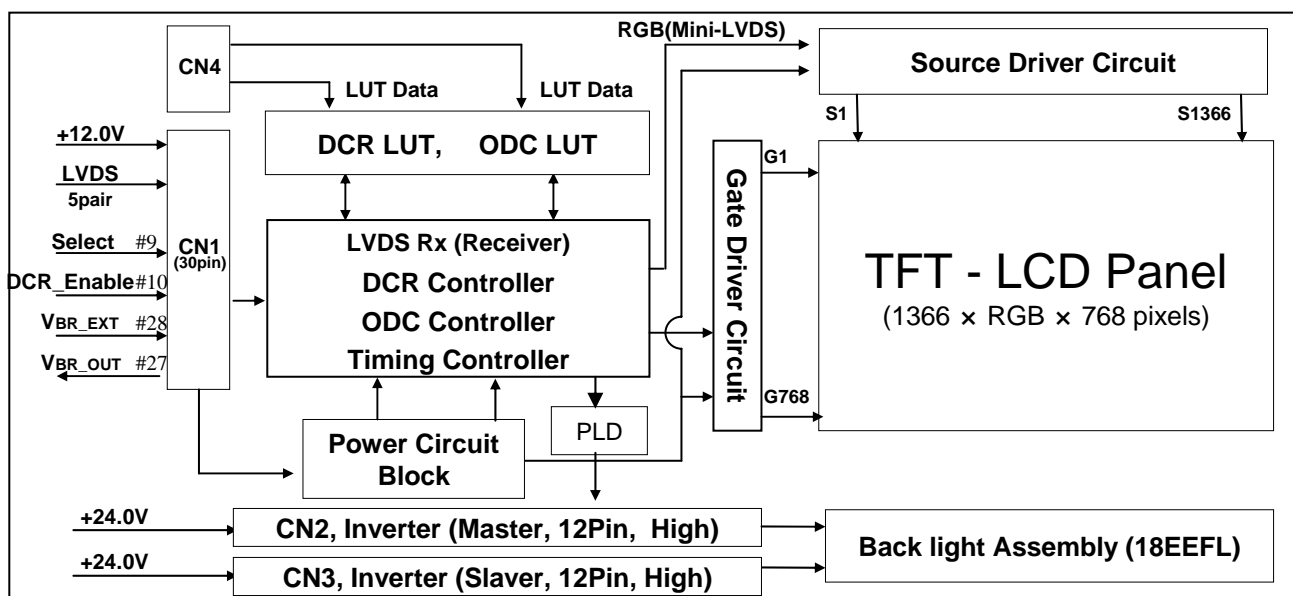 RGB(Mini-LVDS)
CN4
Source Driver Circuit
LUT Data
LUT Data
S1
S1366
+12.0V
DCR LUT, ODC LUT
G1
LVDS
5pair
CN1
(30pin)
Select #9
DCR_Enable#10
VBR_EXT #28
VBR_OUT #27
LVDS Rx (Receiver)
DCR Controller
ODC Controller
Timing Controller
Gate Driver Circuit
TFT - LCD Panel
(1366 × RGB × 768 pixels)
G768
PLD
Power Circuit
Block
+24.0V
CN2, Inverter (Master, 12Pin, High)
Back light Assembly (18EEFL)
+24.0V
CN3, Inverter (Slaver, 12Pin, High)